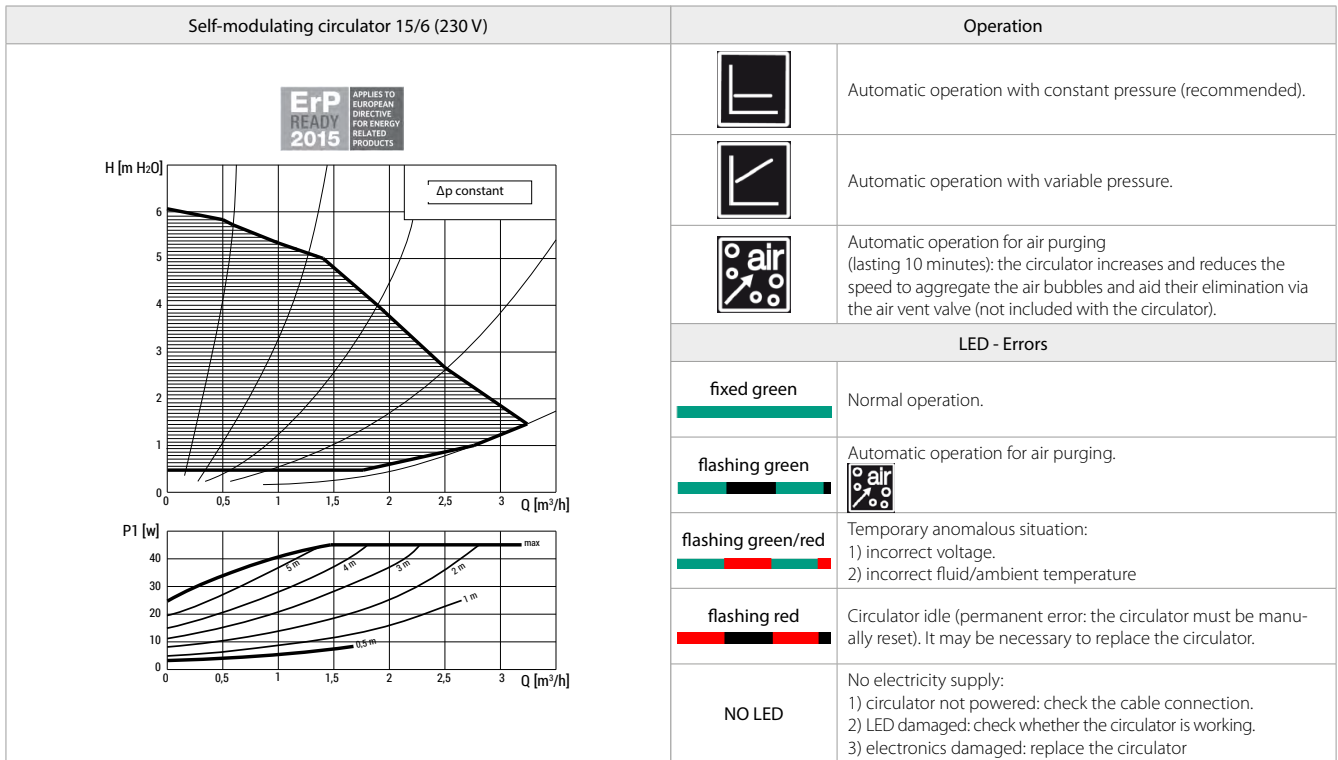 Self-modulating circulator 15/6 (230 V)
ErP
READY
2015
APPLIES TO
EUROPEAN
DIRECTIVE
FOR ENERGY
RELATED
PRODUCTS
H [m H2O]
Δp constant
6
5
4
3
2
1
0
0 0,5 1 1,5 2 2,5 3 Q [m³/h]
P1 [w]
40
30
20
10
0
max
5 m
4 m
3 m
2 m
1 m
0,5 m
0 0,5 1 1,5 2 2,5 3 Q [m³/h]
Operation
Automatic operation with constant pressure (recommended).
Automatic operation with variable pressure.
air
Automatic operation for air purging
(lasting 10 minutes): the circulator increases and reduces the
speed to aggregate the air bubbles and aid their elimination via
the air vent valve (not included with the circulator).
LED - Errors
fixed green
Normal operation.
flashing green
Automatic operation for air purging.
air
flashing green/red
Temporary anomalous situation:
1) incorrect voltage.
2) incorrect fluid/ambient temperature
flashing red
Circulator idle (permanent error: the circulator must be manu-
ally reset). It may be necessary to replace the circulator.
NO LED
No electricity supply:
1) circulator not powered: check the cable connection.
2) LED damaged: check whether the circulator is working.
3) electronics damaged: replace the circulator